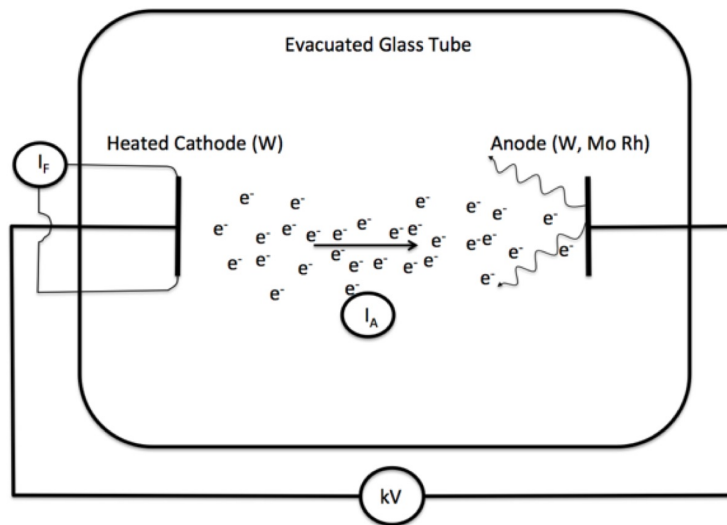 Evacuated Glass Tube
Heated Cathode (W)
Anode (W, Mo Rh)
I_F
e⁻ e⁻ e⁻ e⁻ e⁻
e⁻ e⁻ e⁻ e⁻ e⁻ e⁻ e⁻ e⁻ e⁻
e⁻ e⁻ e⁻ e⁻ e⁻ e⁻
e⁻ e⁻ e⁻ e⁻ e⁻ e⁻ e⁻ e⁻
e⁻ e⁻ e⁻
I_A
kV